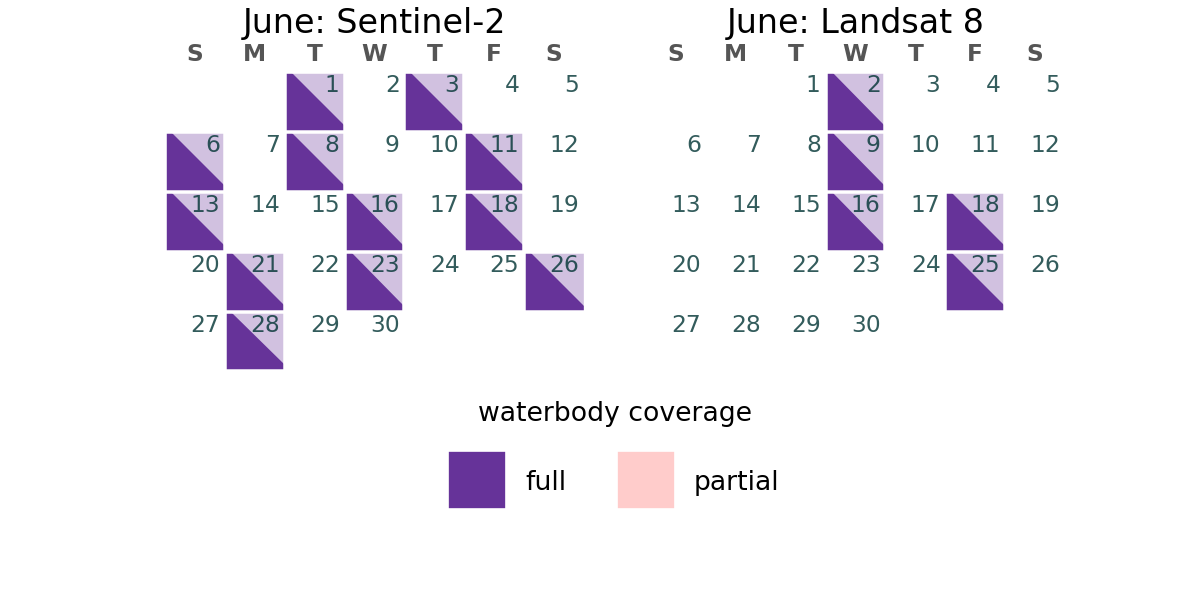 June: Sentinel-2
S M T W T F S
1 2 3 4 5
6 7 8 9 10 11 12
13 14 15 16 17 18 19
20 21 22 23 24 25 26
27 28 29 30
June: Landsat 8
S M T W T F S
1 2 3 4 5
6 7 8 9 10 11 12
13 14 15 16 17 18 19
20 21 22 23 24 25 26
27 28 29 30
waterbody coverage
full partial